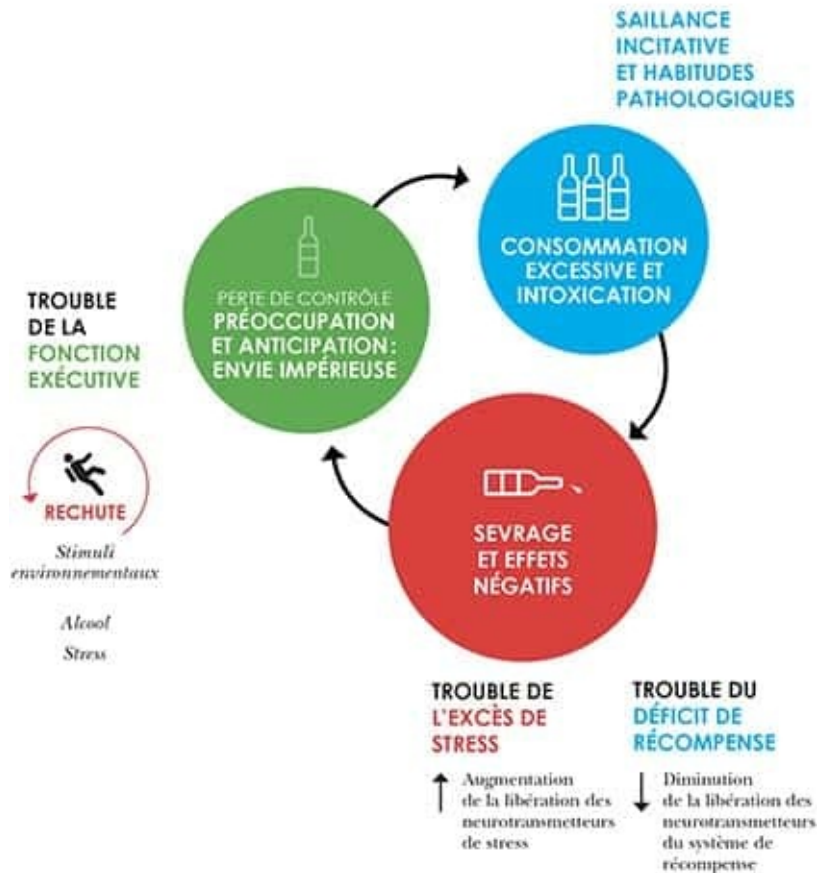 SAILLANCE
INCITATIVE
ET HABITUDES
PATHOLOGIQUES
CONSOMMATION
EXCESSIVE ET
INTOXICATION
PERTE DE CONTRÔLE
PRÉOCCUPATION
ET ANTICIPATION :
ENVIE IMPÉRIEUSE
TROUBLE
DE LA
FONCTION
EXÉCUTIVE
RECHUTE
Stimuli
environnementaux
Alcool
Stress
SEVRAGE
ET EFFETS
NÉGATIFS
TROUBLE DE
L'EXCÈS DE
STRESS
Augmentation
de la libération des
neurotransmetteurs
de stress
TROUBLE DU
DÉFICIT DE
RÉCOMPENSE
Diminution
de la libération des
neurotransmetteurs
du système de
récompense